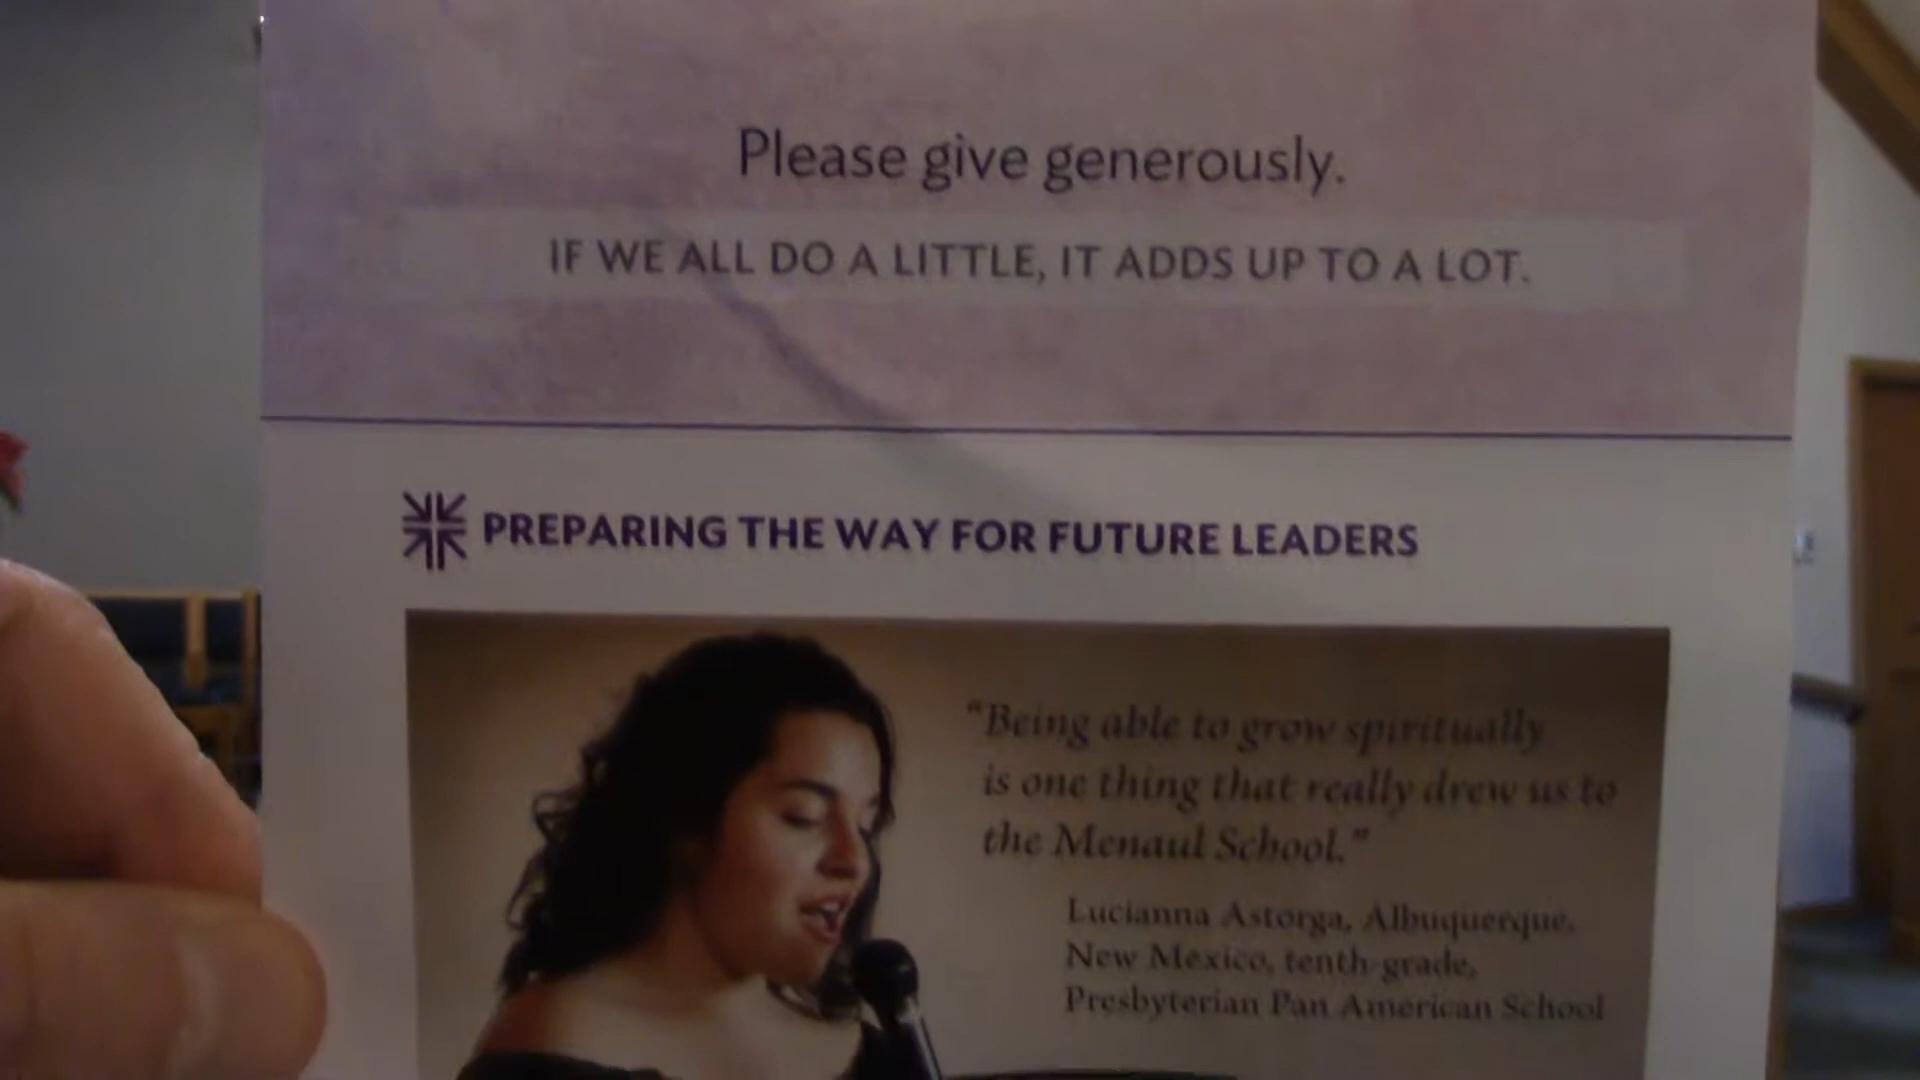 Please give generously.
IF WE ALL DO A LITTLE, IT ADDS UP TO A LOT.
PREPARING THE WAY FOR FUTURE LEADERS
“Being able to grow spiritually
is one thing that really drew us to
the Menaul School.”
Lucianna Astorga, Albuquerque,
New Mexico, tenth-grade,
Presbyterian Pan American School